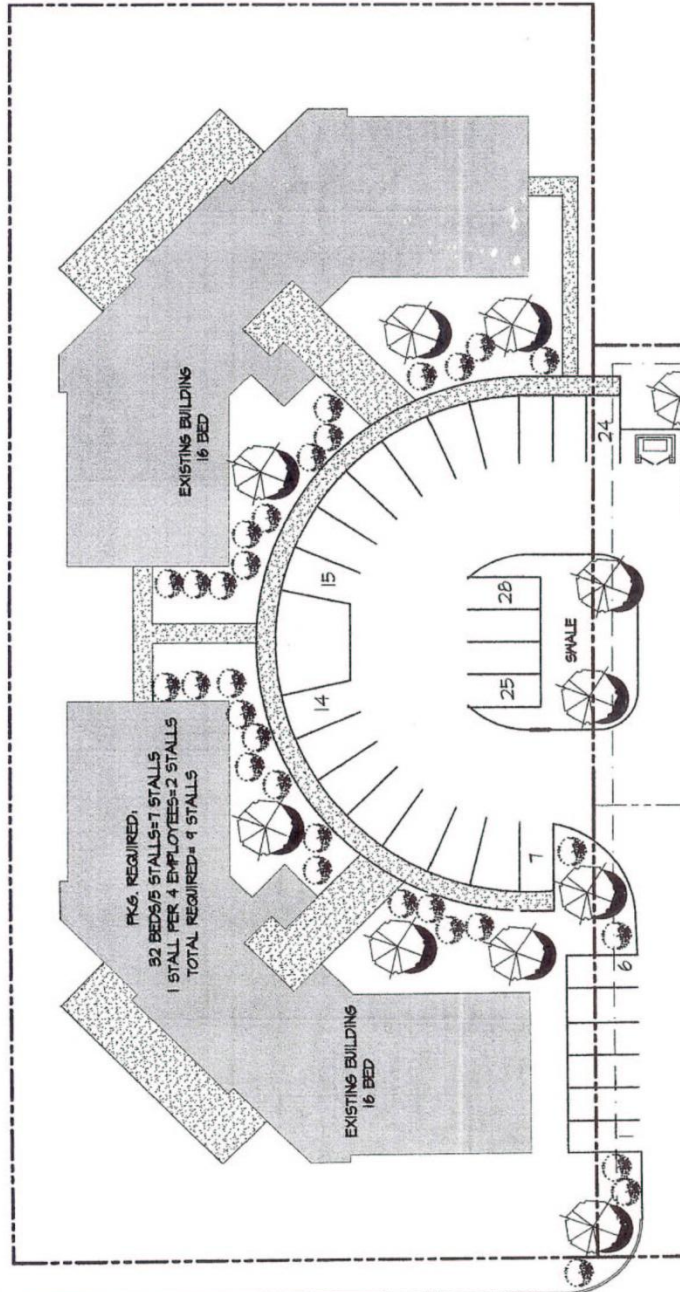 EXISTING BUILDING
16 BED
PKG. REQUIRED:
32 BEDS/5 STALLS=7 STALLS
1 STALL PER 4 EMPLOYEES=2 STALLS
TOTAL REQUIRED= 9 STALLS
EXISTING BUILDING
16 BED
15
14
24
28
25
SWALE
7
6